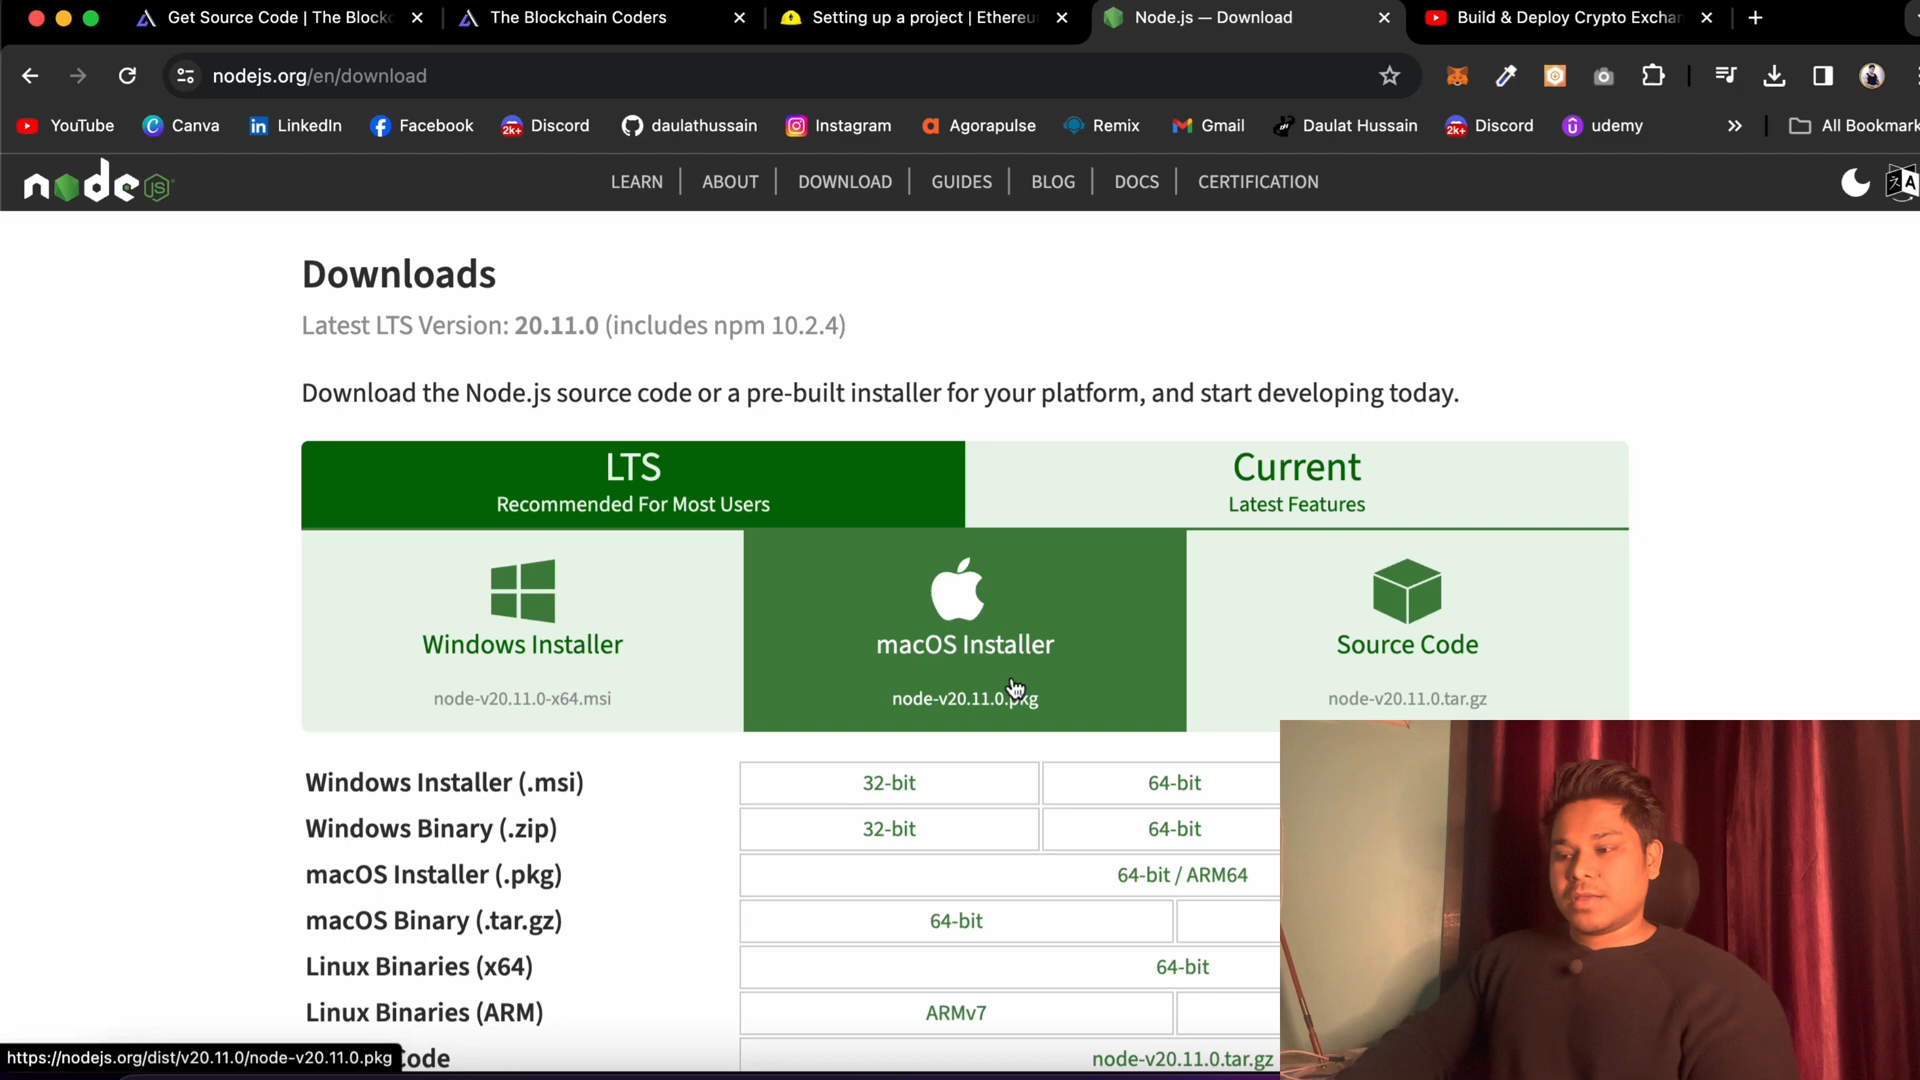 Get Source Code | The Blockc
The Blockchain Coders
Setting up a project | Ethereu
Node.js — Download
Build & Deploy Crypto Exchan
nodejs.org/en/download
YouTube
Canva
LinkedIn
Facebook
2k+
Discord
daulathussain
Instagram
Agorapulse
Remix
Gmail
Daulat Hussain
2k+
Discord
udemy
All Bookmark
node JS
LEARN
ABOUT
DOWNLOAD
GUIDES
BLOG
DOCS
CERTIFICATION
Downloads
Latest LTS Version: 20.11.0 (includes npm 10.2.4)
Download the Node.js source code or a pre-built installer for your platform, and start developing today.
LTS
Recommended For Most Users
Current
Latest Features
Windows Installer
node-v20.11.0-x64.msi
macOS Installer
node-v20.11.0.pkg
Source Code
node-v20.11.0.tar.gz
Windows Installer (.msi)
32-bit
64-bit
Windows Binary (.zip)
32-bit
64-bit
macOS Installer (.pkg)
64-bit / ARM64
macOS Binary (.tar.gz)
64-bit
Linux Binaries (x64)
64-bit
Linux Binaries (ARM)
ARMv7
https://nodejs.org/dist/v20.11.0/node-v20.11.0.pkg
Code
node-v20.11.0.tar.gz